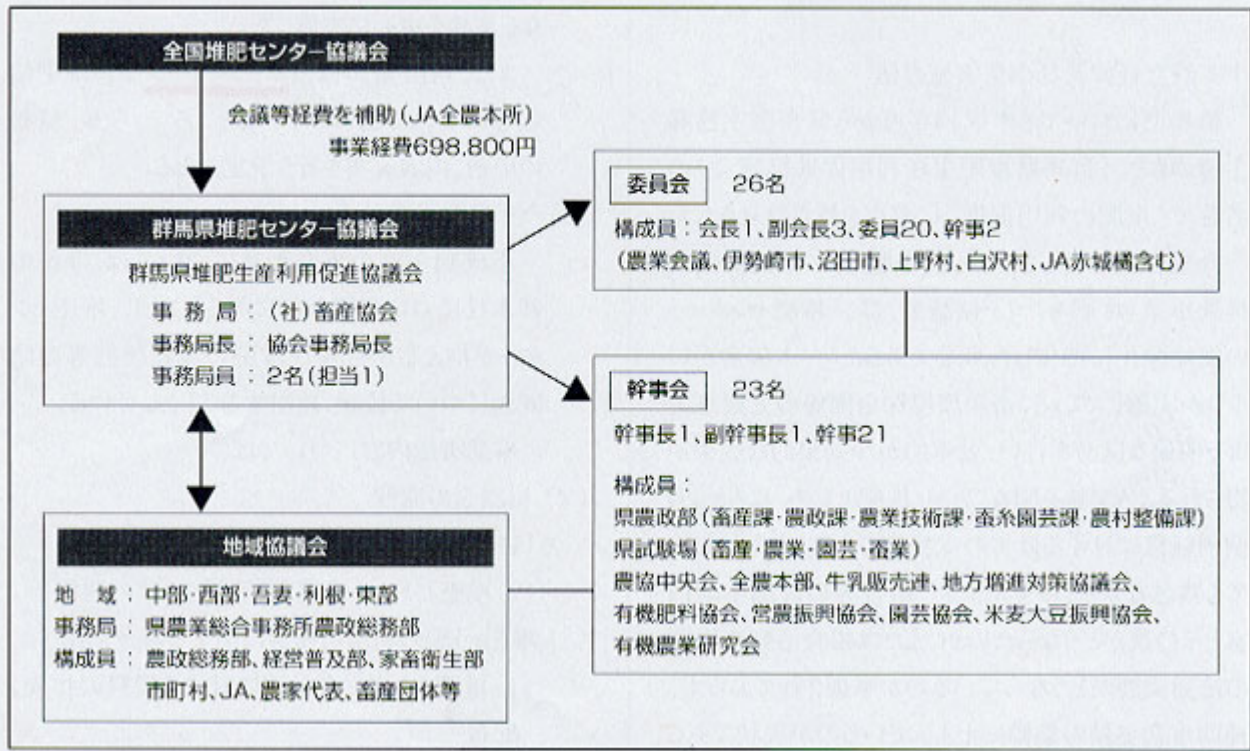 全国堆肥センター協議会
会議等経費を補助(JA全農本所)
事業経費698,800円
群馬県堆肥センター協議会
群馬県堆肥生産利用促進協議会
事 務 局 : (社)畜産協会
事務局長 : 協会事務局長
事務局員 : 2名(担当1)
委員会 26名
構成員:会長1、副会長3、委員20、幹事2
(農業会議、伊勢崎市、沼田市、上野村、白沢村、JA赤城橘含む)
幹事会 23名
幹事長1、副幹事長1、幹事21
構成員:
県農政部(畜産課・農政課・農業技術課・蚕糸園芸課・農村整備課)
県試験場(畜産・農業・園芸・蚕業)
農協中央会、全農本部、牛乳販売連、地方増進対策協議会、
有機肥料協会、営農振興協会、園芸協会、米麦大豆振興協会、
有機農業研究会
地域協議会
地 域 : 中部・西部・吾妻・利根・東部
事務局 : 県農業総合事務所農政総務部
構成員 : 農政総務部、経営普及部、家畜衛生部
市町村、JA、農家代表、畜産団体等